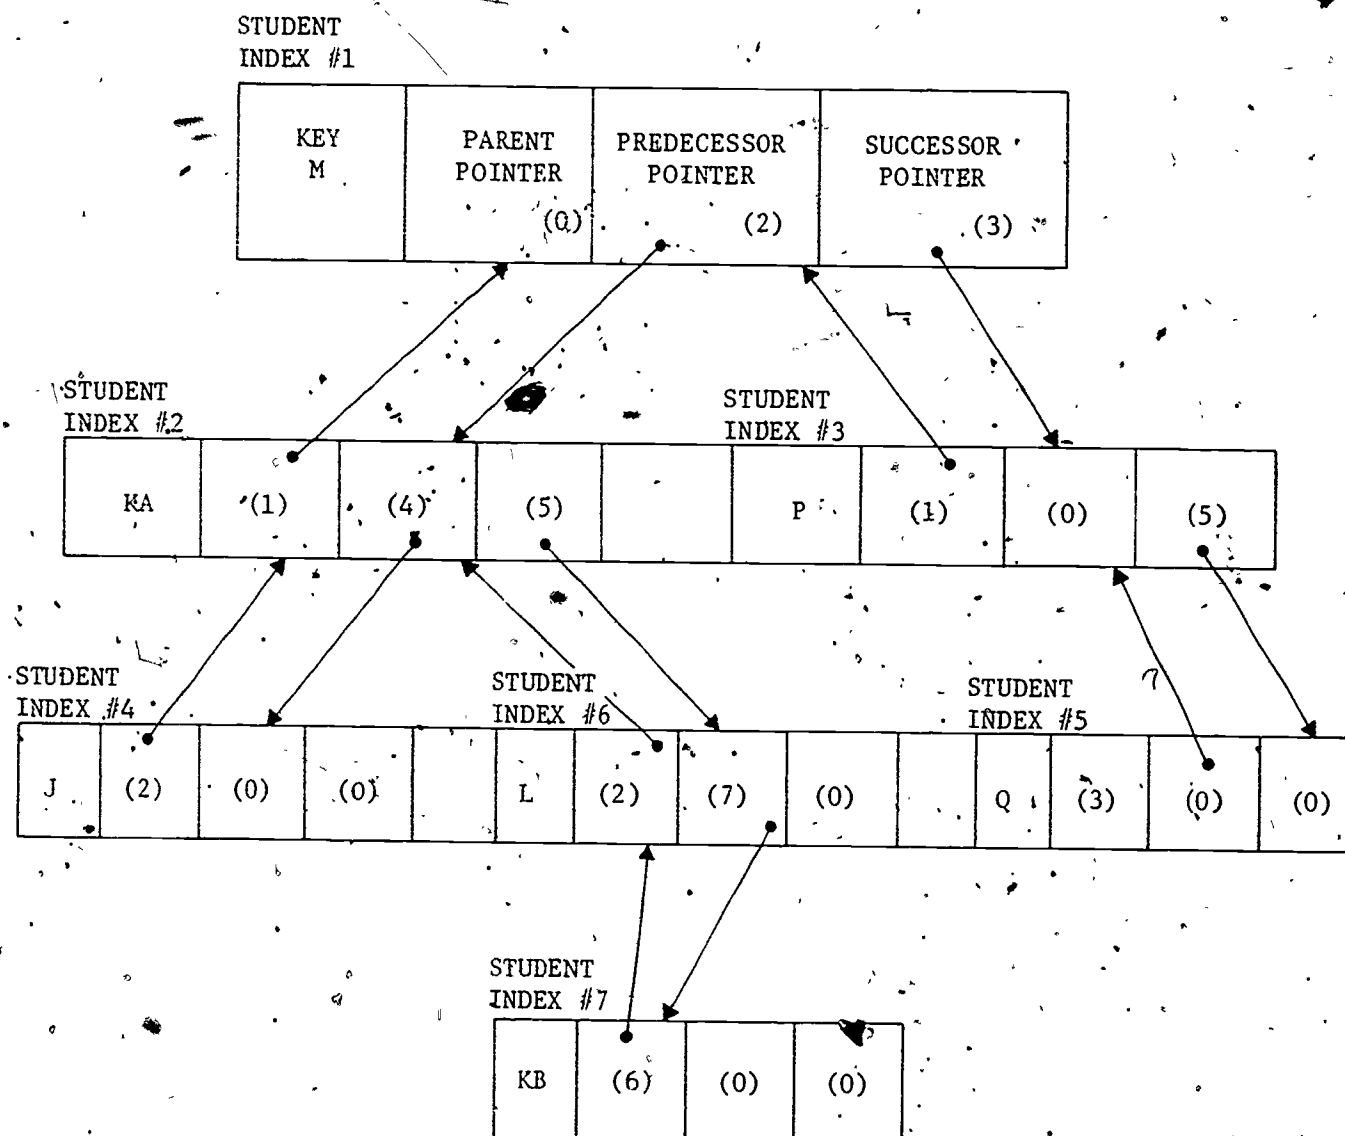 STUDENT
INDEX #1
KEY
M
PARENT
POINTER
(0)
PREDECESSOR
POINTER
(2)
SUCCESSOR
POINTER
(3)
STUDENT
INDEX #2
STUDENT
INDEX #3
KA (1) (4) (5) P (1) (0) (5)
STUDENT
INDEX #4
STUDENT
INDEX #6
STUDENT
INDEX #5
J (2) (0) (0) L (2) (7) (0) Q (3) (0) (0)
STUDENT
INDEX #7
KB (6) (0) (0)